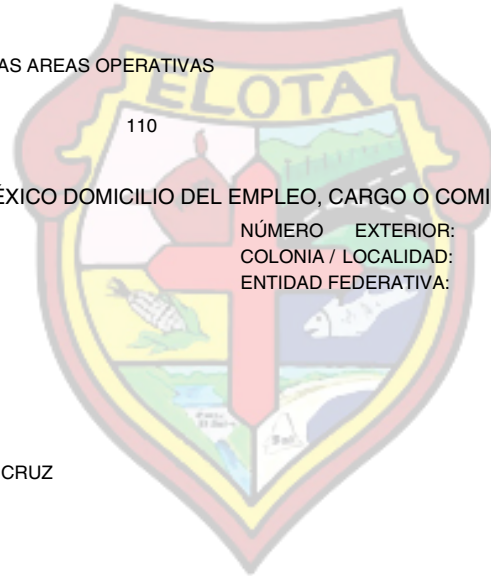 AS AREAS OPERATIVAS
ELOTA
110
ÉXICO DOMICILIO DEL EMPLEO, CARGO O COMI
NÚMERO EXTERIOR:
COLONIA / LOCALIDAD:
ENTIDAD FEDERATIVA:
CRUZ